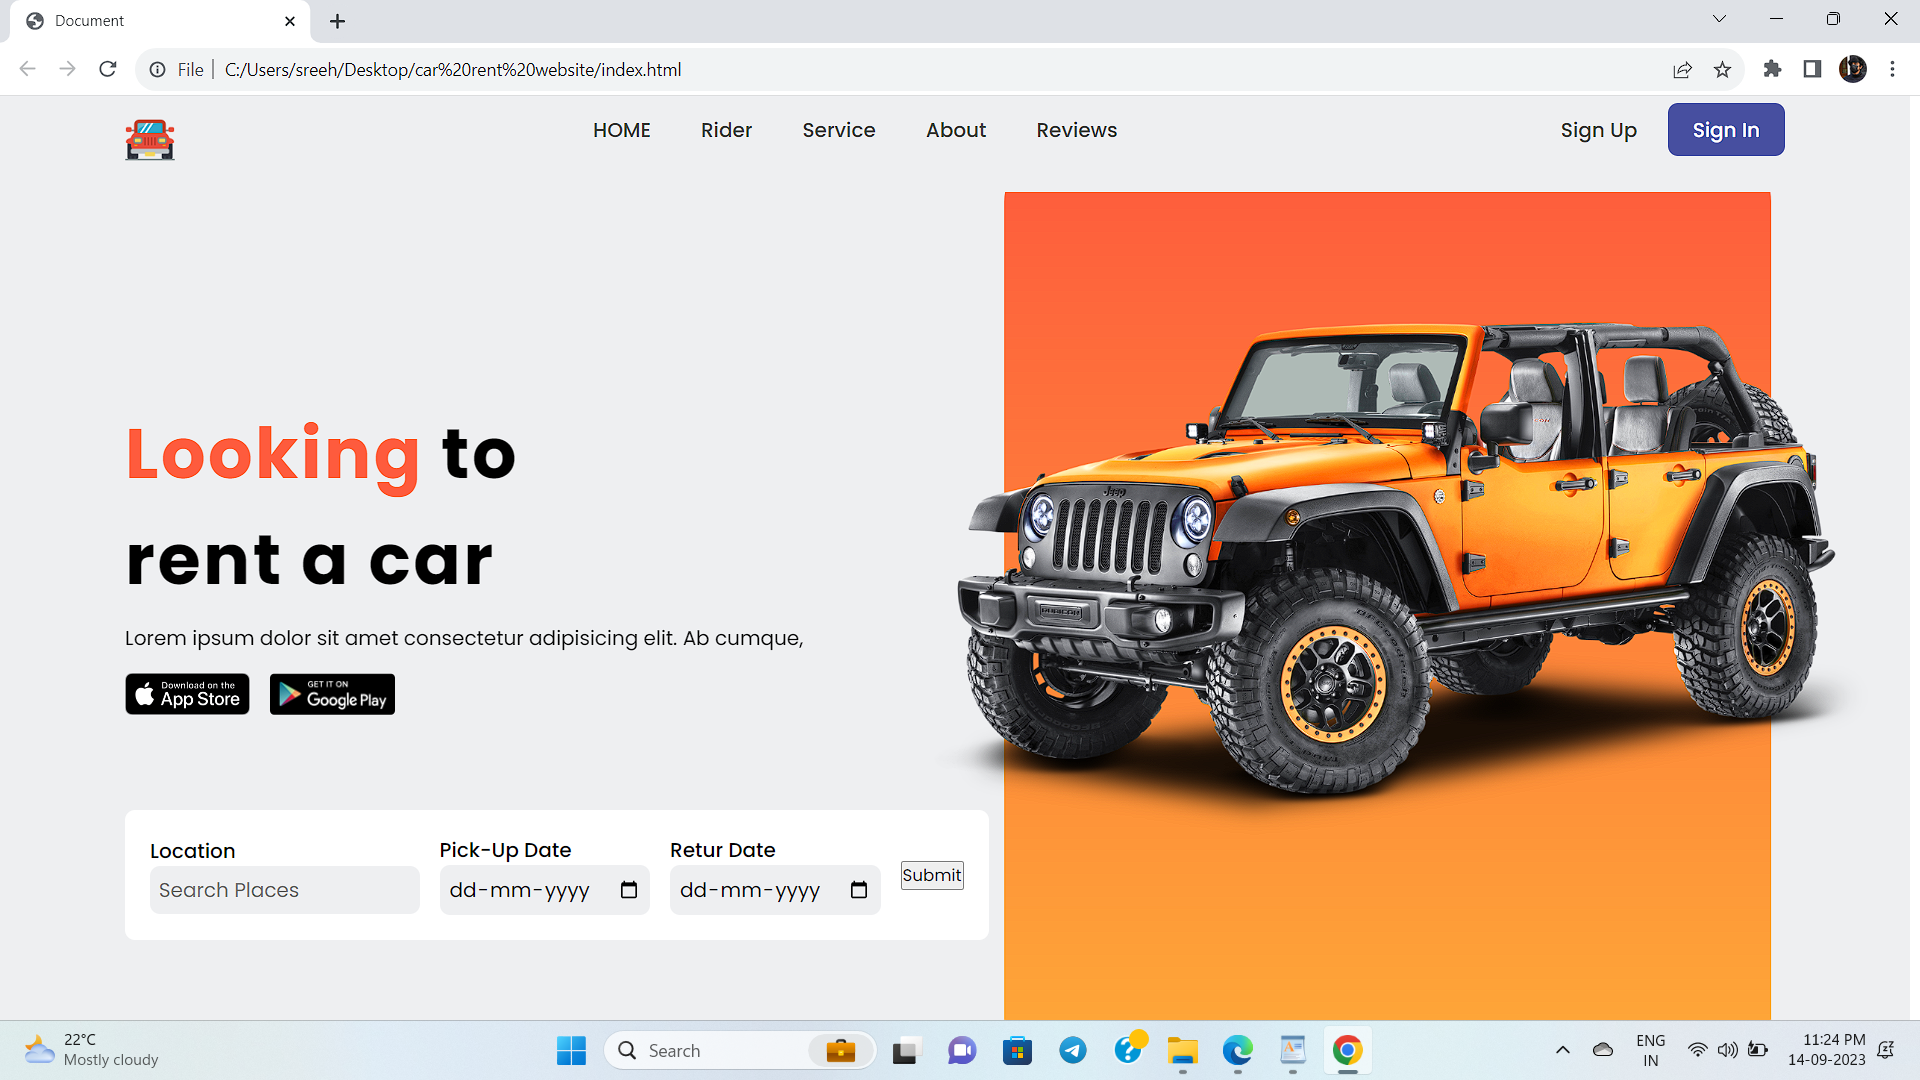 Document
File
C:/Users/sreeh/Desktop/car%20rent%20website/index.html
HOME Rider Service About Reviews
Sign Up Sign In
Looking to
rent a car
Lorem ipsum dolor sit amet consectetur adipisicing elit. Ab cumque,
Download on the
App Store
GET IT ON
Google Play
Jeep
RUBICON
Location Pick-Up Date Retur Date
Search Places dd-mm-yyyy dd-mm-yyyy Submit
22°C
Mostly cloudy
Search
ENG
IN
11:24 PM
14-09-2023